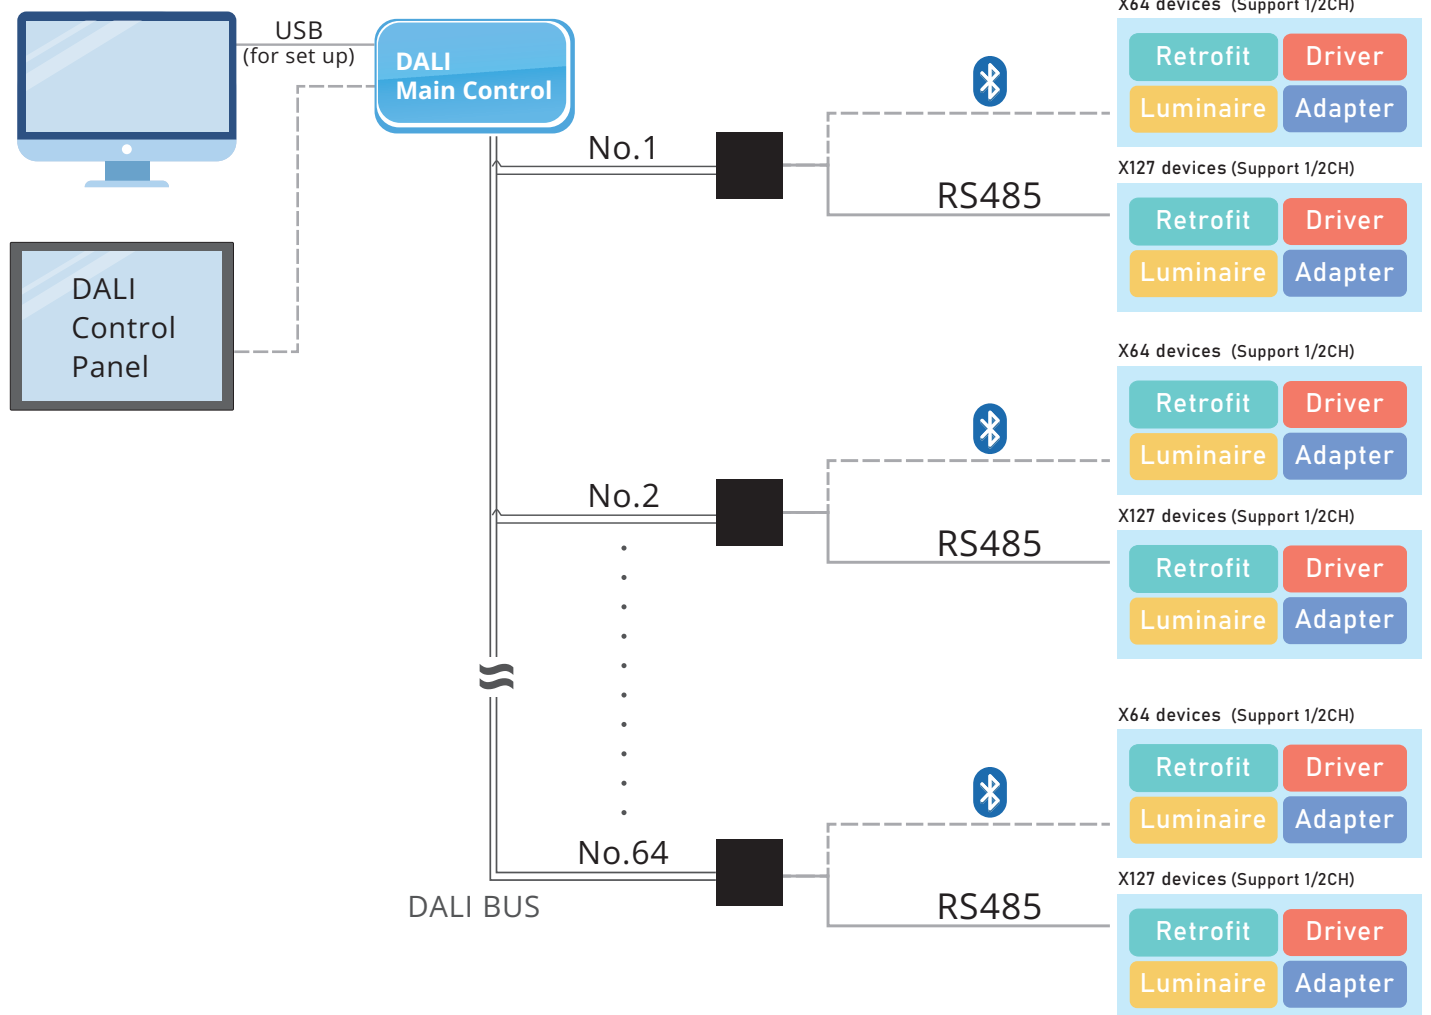 USB
(for set up)
DALI
Main Control
DALI
Control
Panel
No.1
RS485
X64 devices (Support 1/2CH)
Retrofit Driver
Luminaire Adapter
X127 devices (Support 1/2CH)
Retrofit Driver
Luminaire Adapter
No.2
RS485
X64 devices (Support 1/2CH)
Retrofit Driver
Luminaire Adapter
X127 devices (Support 1/2CH)
Retrofit Driver
Luminaire Adapter
No.64
DALI BUS
RS485
X64 devices (Support 1/2CH)
Retrofit Driver
Luminaire Adapter
X127 devices (Support 1/2CH)
Retrofit Driver
Luminaire Adapter